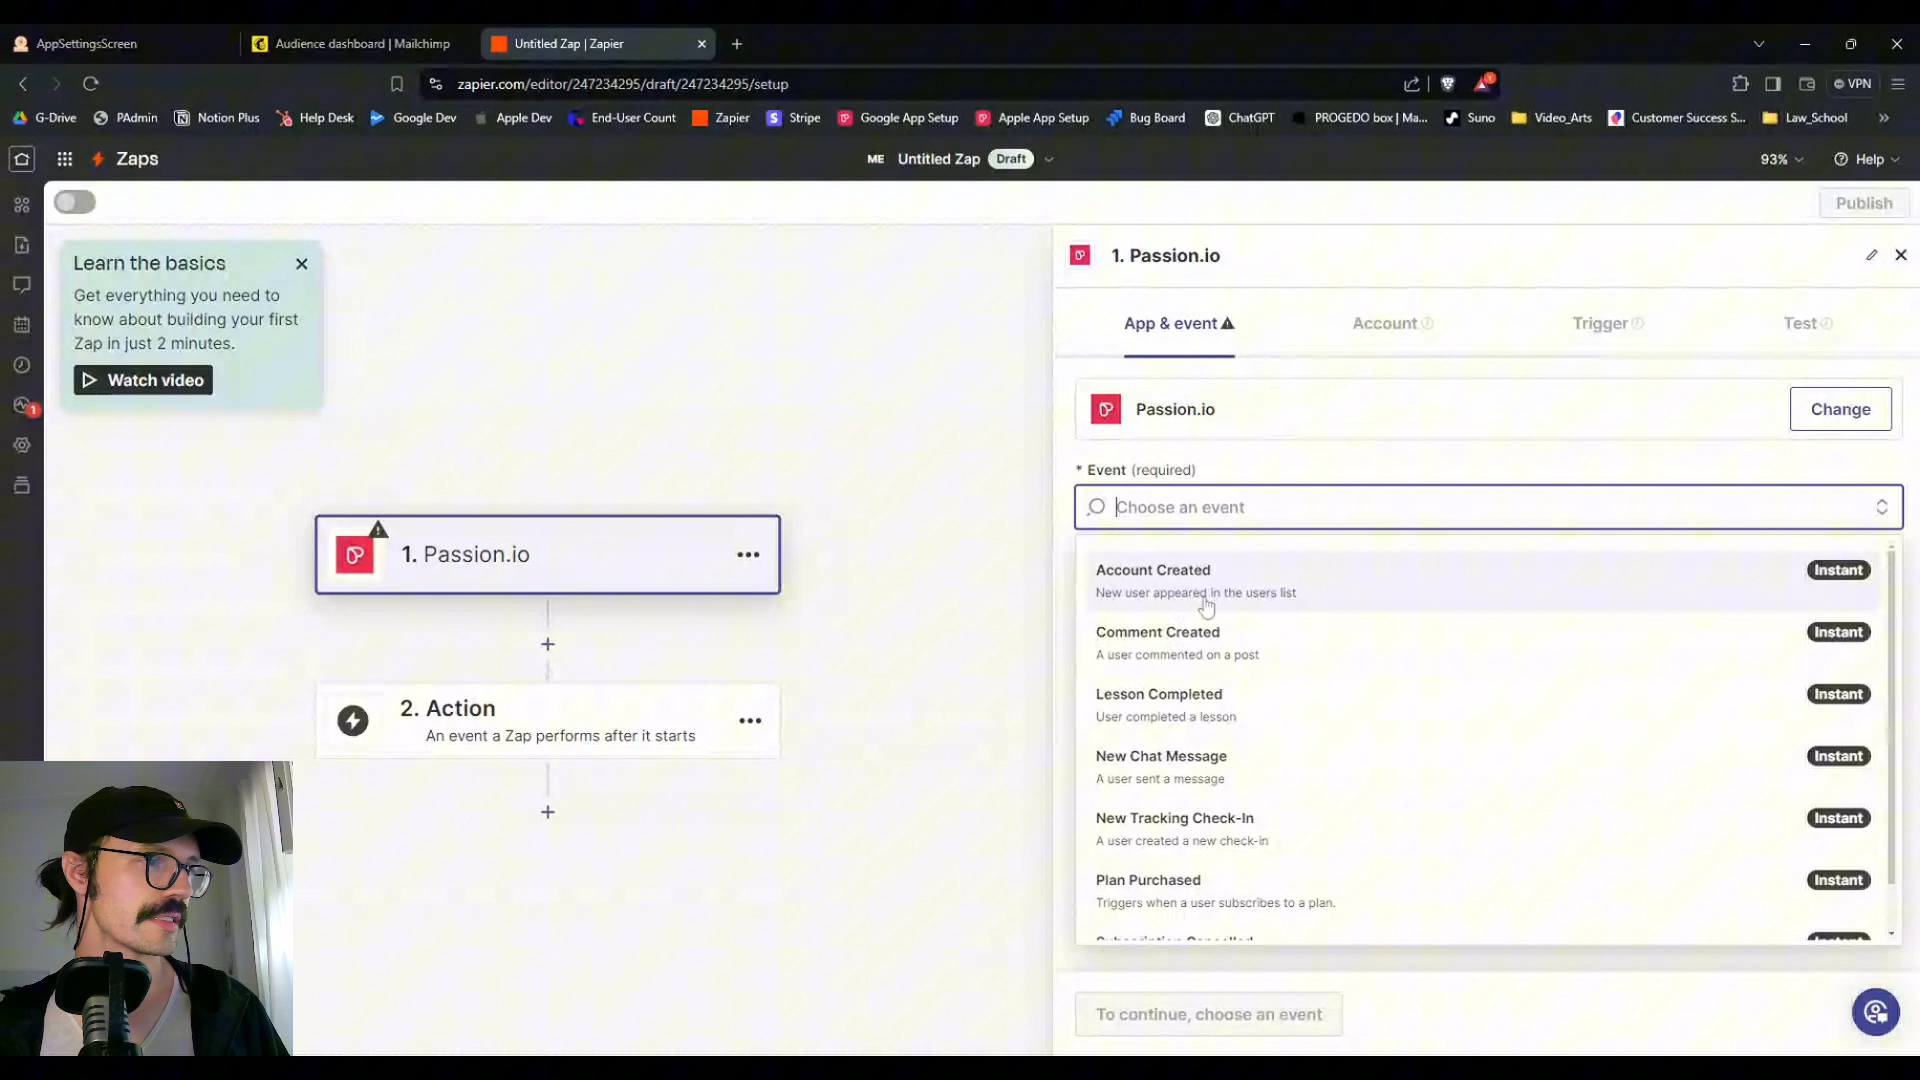 AppSettingsScreen
Audience dashboard | Mailchimp
Untitled Zap | Zapier
zapier.com/editor/247234295/draft/247234295/setup
1
VPN
G-Drive
PAdmin
Notion Plus
Help Desk
Google Dev
Apple Dev
End-User Count
Zapier
Stripe
Google App Setup
Apple App Setup
Bug Board
ChatGPT
PROGEDO box | Ma...
Suno
Video_Arts
Customer Success S...
Law_School
Zaps
ME
Untitled Zap
Draft
93%
Help
Publish
Learn the basics
Get everything you need to
know about building your first
Zap in just 2 minutes.
Watch video
1
1. Passion.io
2. Action
An event a Zap performs after it starts
1. Passion.io
App & event
Account
Trigger
Test
Passion.io
Change
* Event (required)
Choose an event
Account Created
Instant
New user appeared in the users list
Comment Created
Instant
A user commented on a post
Lesson Completed
Instant
User completed a lesson
New Chat Message
Instant
A user sent a message
New Tracking Check-In
Instant
A user created a new check-in
Plan Purchased
Instant
Triggers when a user subscribes to a plan.
To continue, choose an event